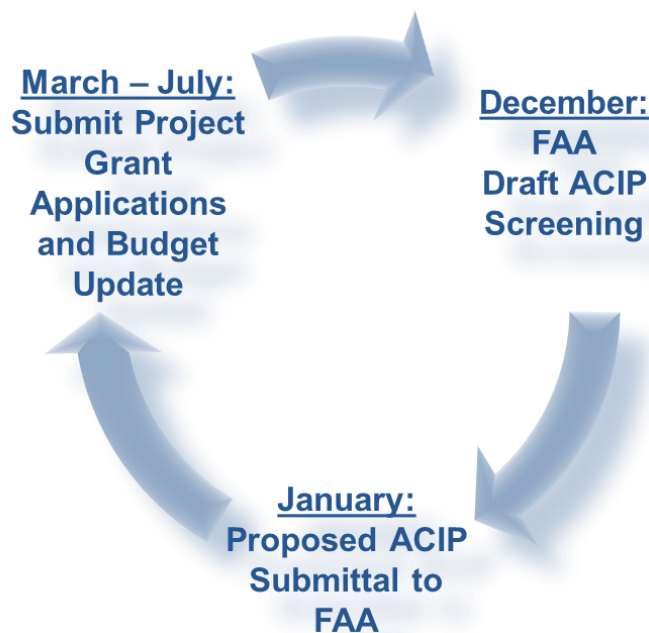 March – July:
Submit Project
Grant
Applications
and Budget
Update
December:
FAA
Draft ACIP
Screening
January:
Proposed ACIP
Submittal to
FAA